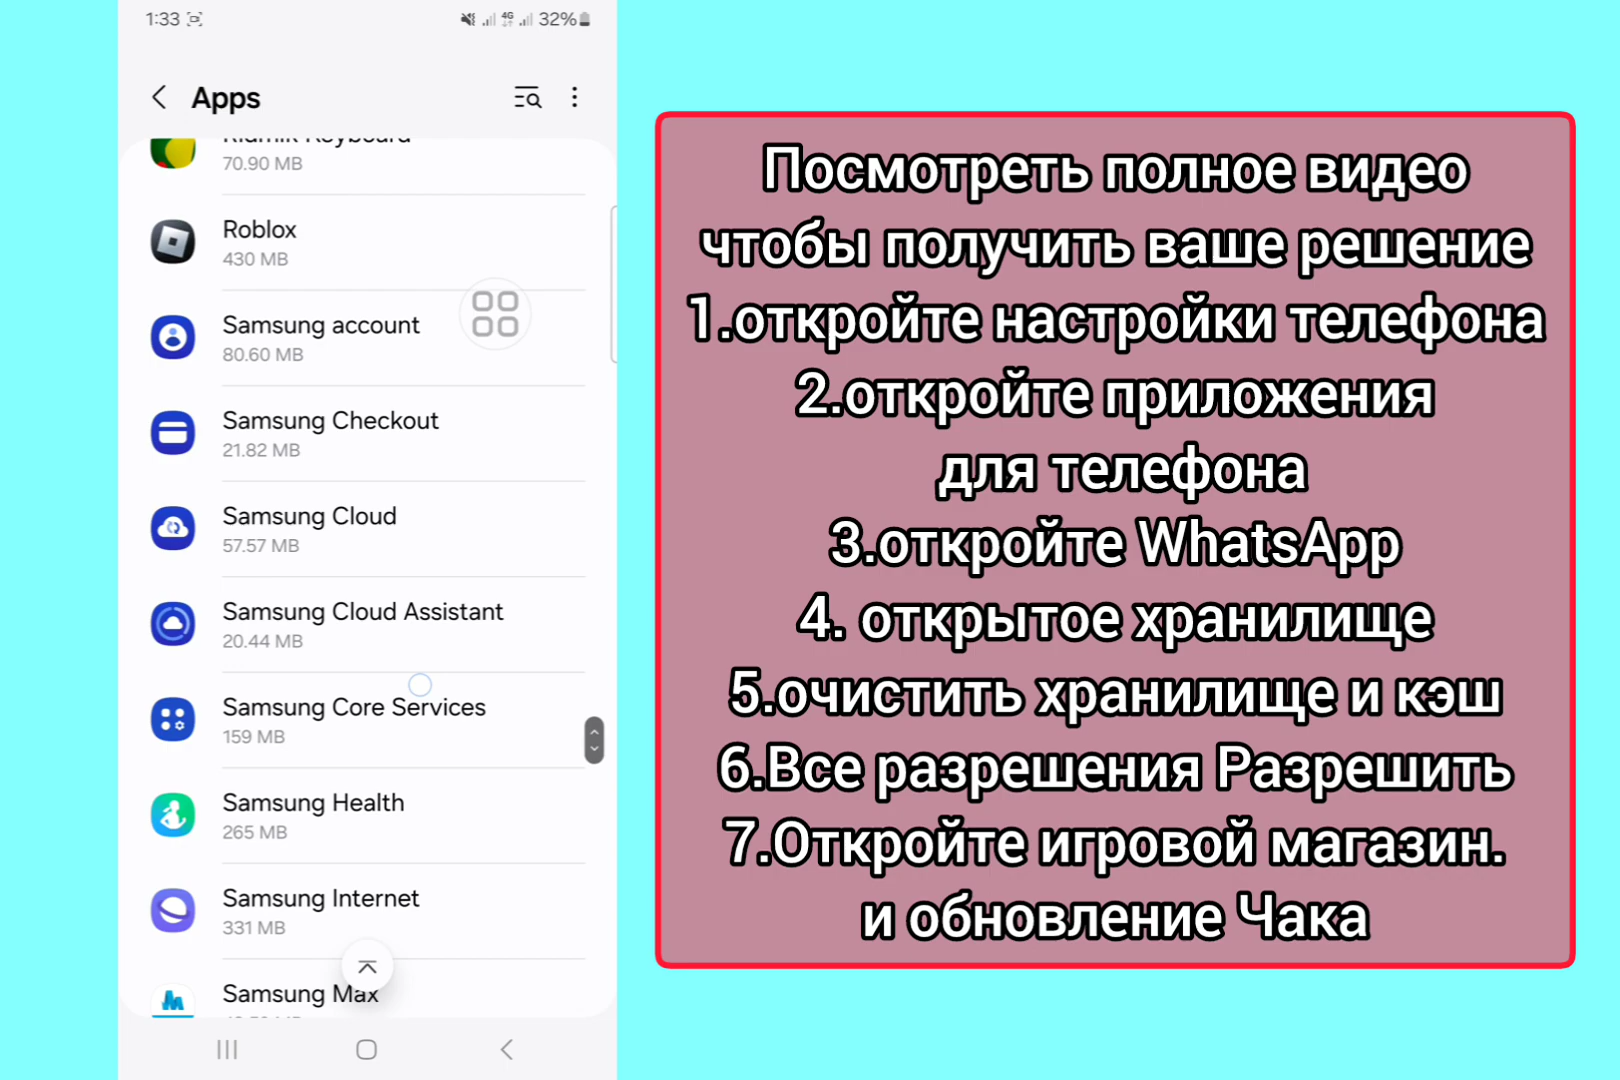 1:33
4G
32%
Apps
Ridmik Keyboard
70.90 MB
Roblox
430 MB
Samsung account
80.60 MB
Samsung Checkout
21.82 MB
Samsung Cloud
57.57 MB
Samsung Cloud Assistant
20.44 MB
Samsung Core Services
159 MB
Samsung Health
265 MB
Samsung Internet
331 MB
Samsung Max
Посмотреть полное видео
чтобы получить ваше решение
1.откройте настройки телефона
2.откройте приложения
для телефона
3.откройте WhatsApp
4. открытое хранилище
5.очистить хранилище и кэш
6.Все разрешения Разрешить
7.Откройте игровой магазин.
и обновление Чака